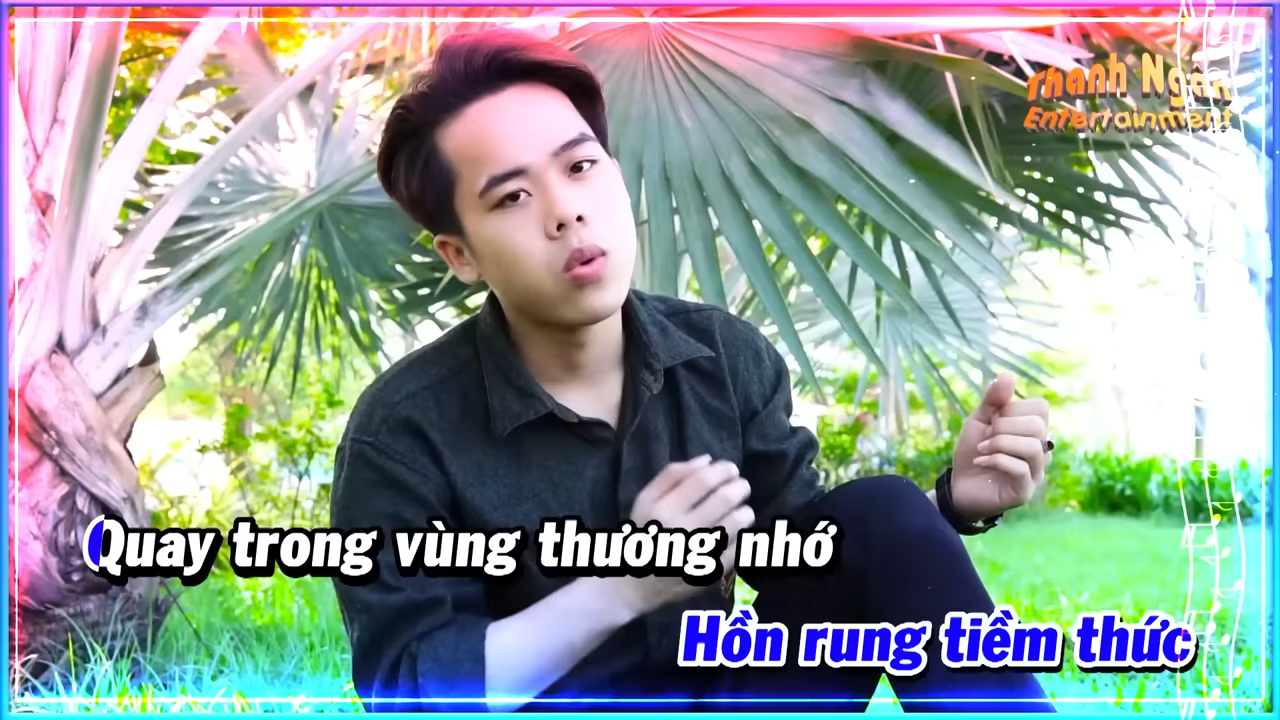 Thanh Ngân
Entertainment
Quay trong vùng thương nhớ
Hồn rung tiềm thức